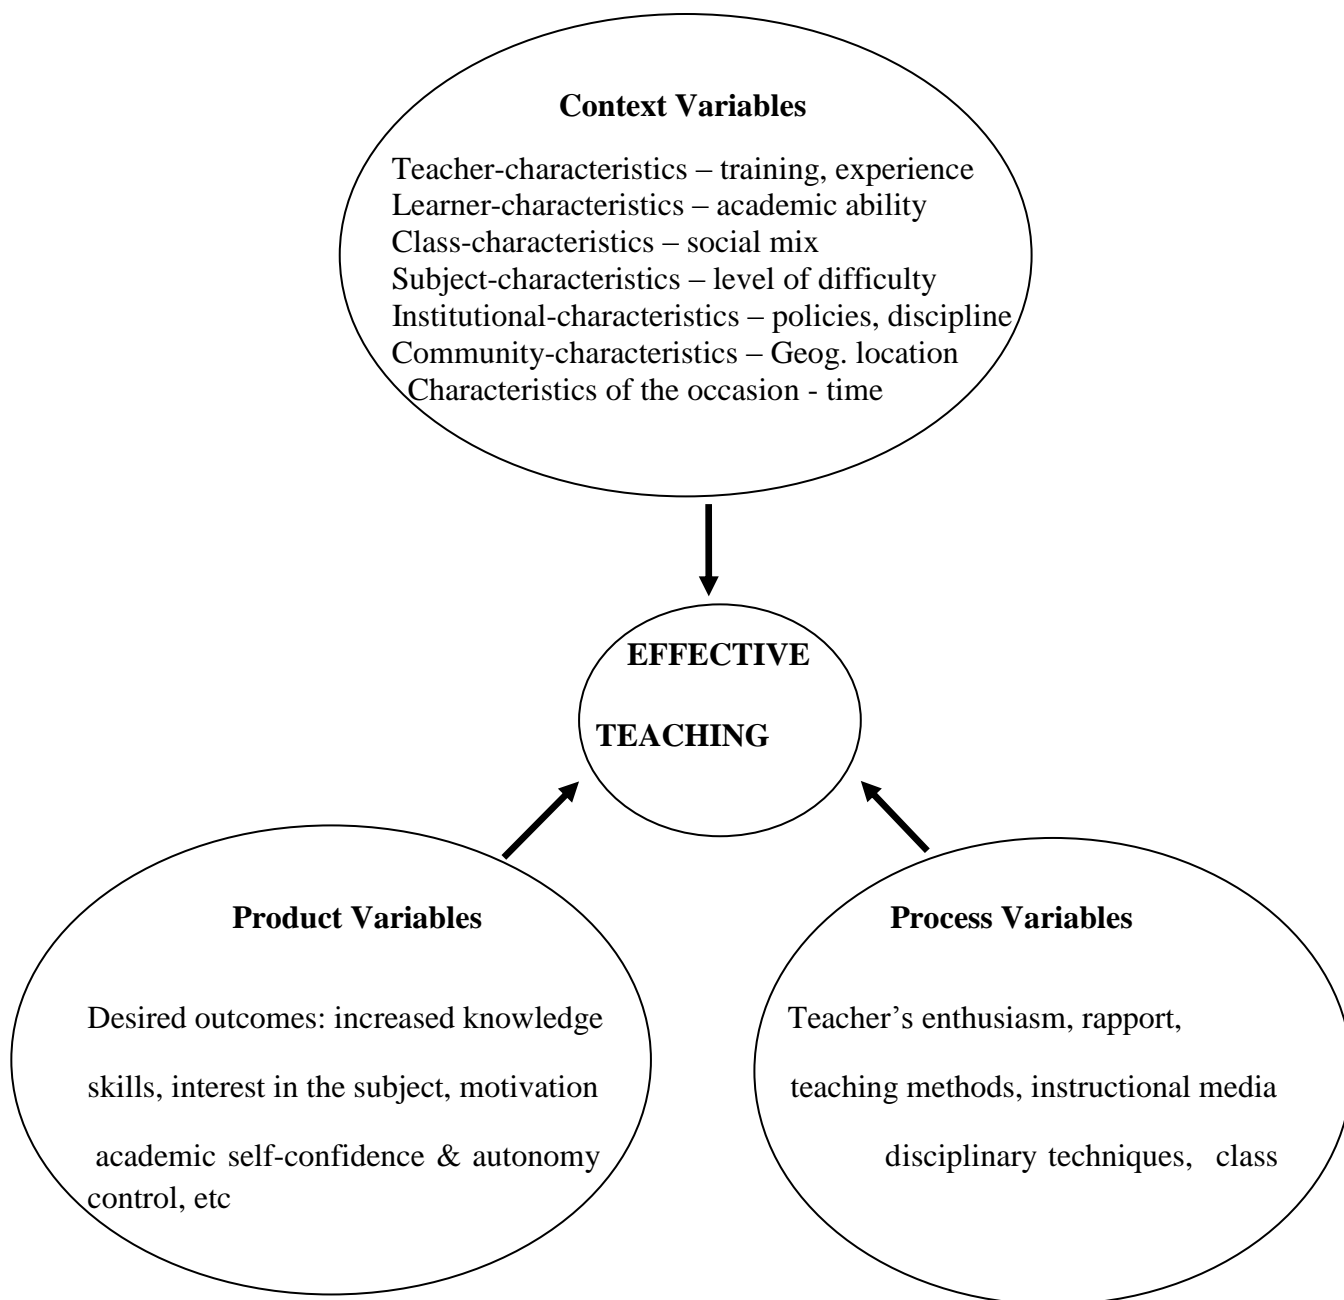 Context Variables
Teacher-characteristics – training, experience
Learner-characteristics – academic ability
Class-characteristics – social mix
Subject-characteristics – level of difficulty
Institutional-characteristics – policies, discipline
Community-characteristics – Geog. location
Characteristics of the occasion - time
EFFECTIVE
TEACHING
Product Variables
Desired outcomes: increased knowledge
skills, interest in the subject, motivation
academic self-confidence & autonomy
control, etc
Process Variables
Teacher’s enthusiasm, rapport,
teaching methods, instructional media
disciplinary techniques, class